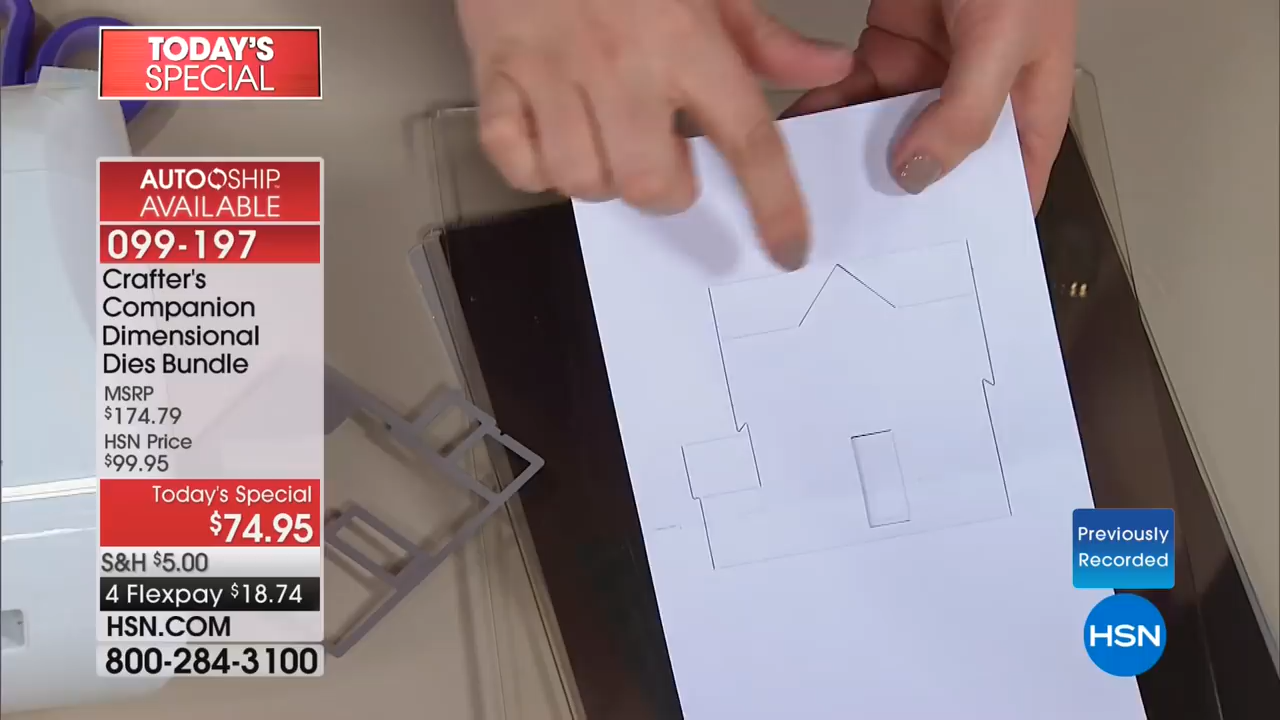 TODAY'S
SPECIAL
AUTOSHIP™
AVAILABLE
099-197
Crafter's
Companion
Dimensional
Dies Bundle
MSRP
$174.79
HSN Price
$99.95
Today's Special
$74.95
S&H $5.00
4 Flexpay $18.74
HSN.COM
800-284-3100
Previously
Recorded
HSN